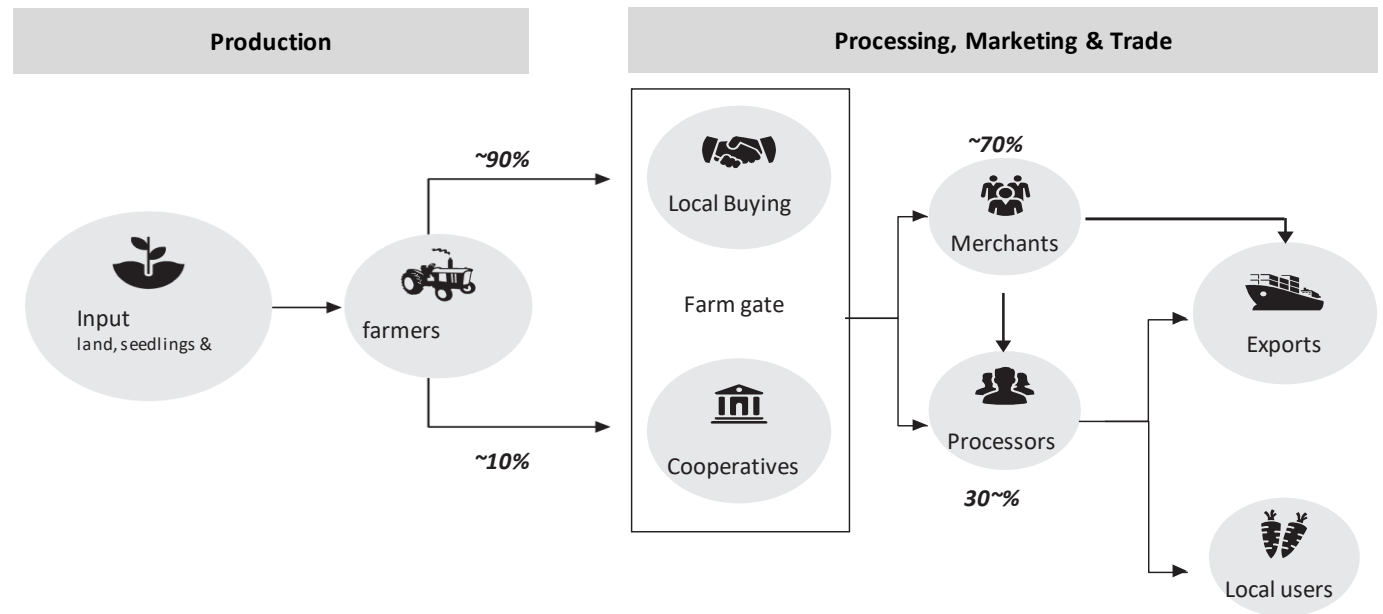 Production
Processing, Marketing & Trade
~90%
~70%
Local Buying
Merchants
Input
land, seedlings &
farmers
Farm gate
Exports
~10%
Cooperatives
Processors
30~%
Local users